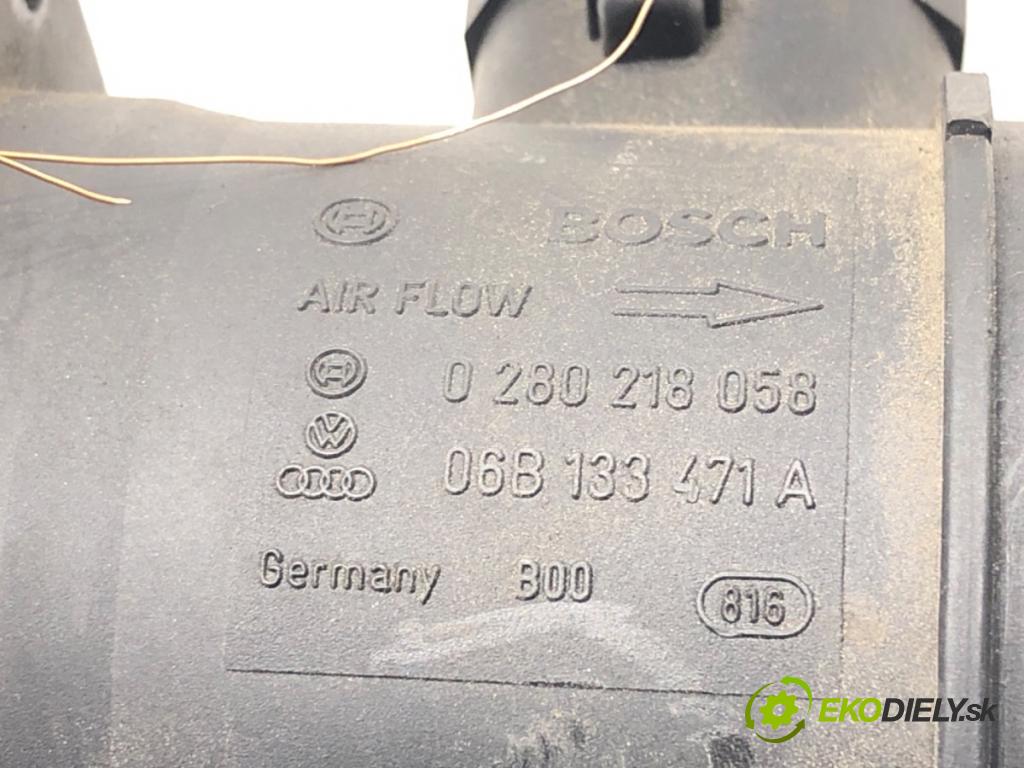 BOSCH
AIR FLOW
0 280 218 058
06B 133 471 A
Germany B00 816
EKODIELY.sk